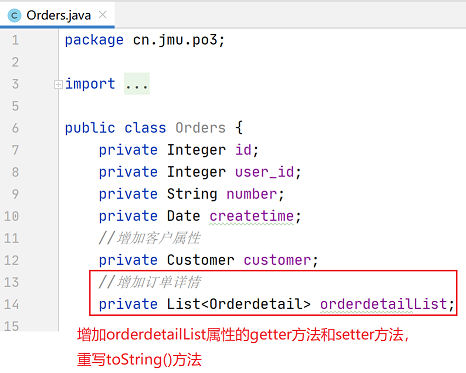 Orders.java
1 package cn.jmu.po3;
2
3 import ...
5
6 public class Orders {
7 private Integer id;
8 private Integer user_id;
9 private String number;
10 private Date createtime;
11 //增加客户属性
12 private Customer customer;
13 //增加订单详情
14 private List<Orderdetail> orderdetailList;
15
增加orderdetailList属性的getter方法和setter方法，
重写toString()方法